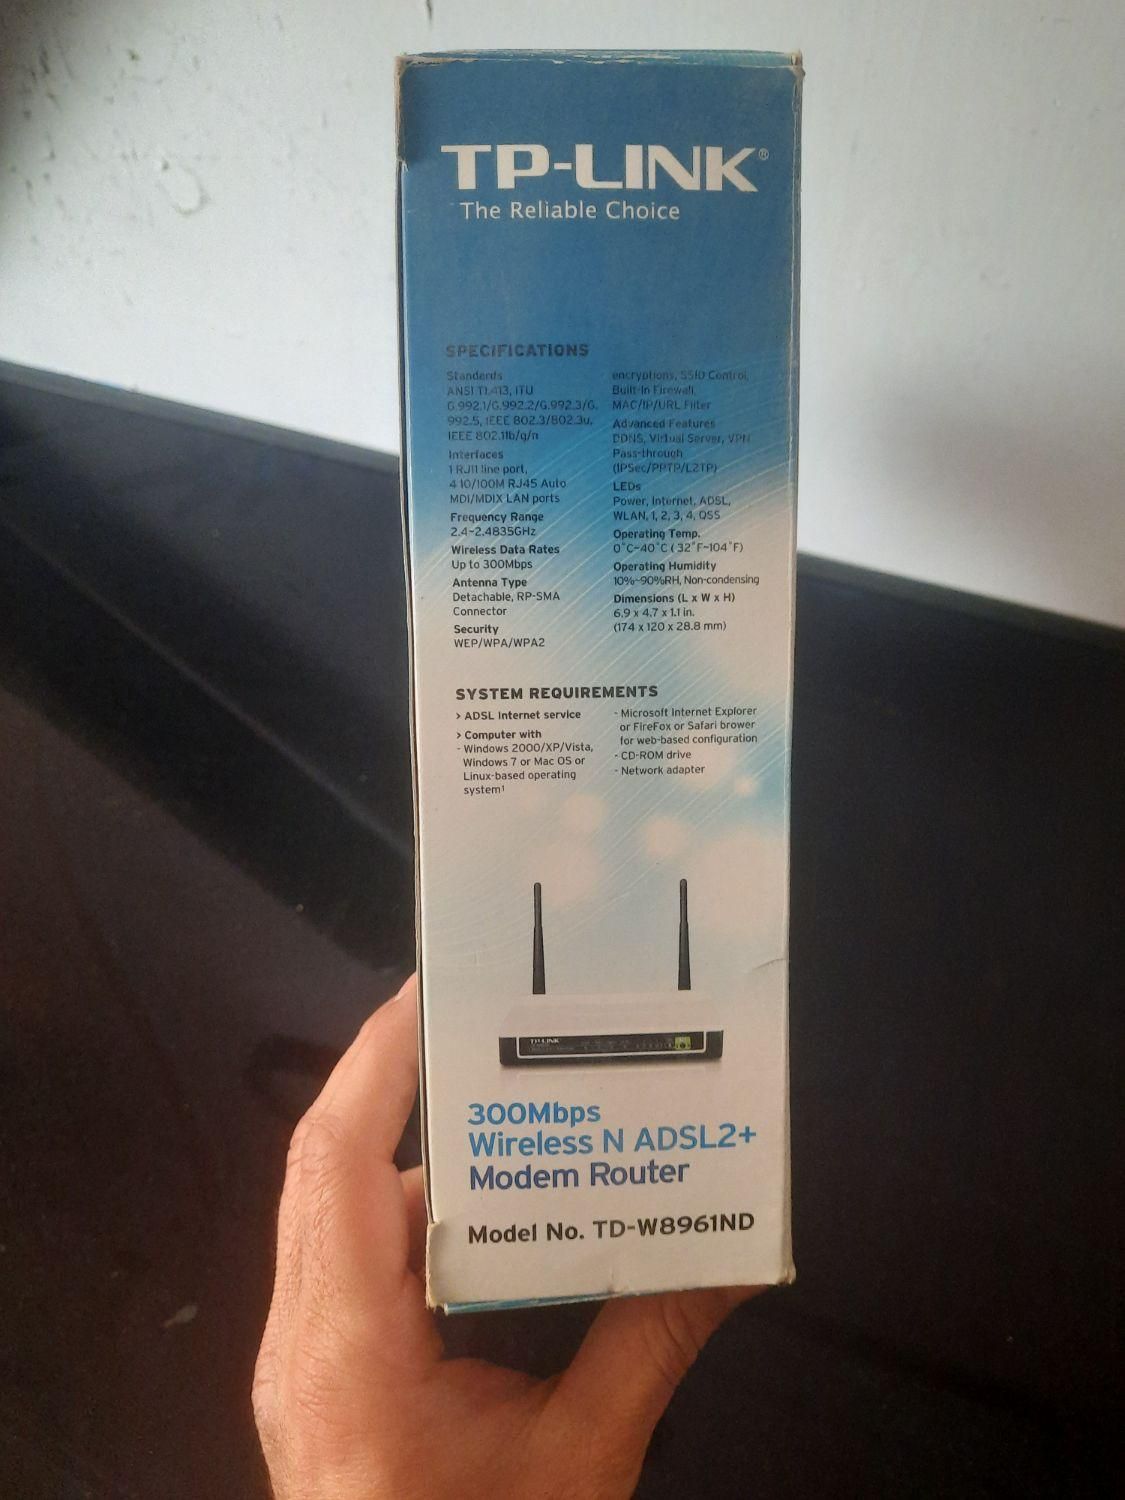 TP-LINK®
The Reliable Choice
SPECIFICATIONS
Standards
ANSI T1.413, ITU
G.992.1/G.992.2/G.992.3/G.
992.5, IEEE 802.3/802.3u,
IEEE 802.11b/g/n
Interfaces
1 RJ11 line port,
4 10/100M RJ45 Auto
MDI/MDIX LAN ports
Frequency Range
2.4~2.4835GHz
Wireless Data Rates
Up to 300Mbps
Antenna Type
Detachable, RP-SMA
Connector
Security
WEP/WPA/WPA2
encryptions, SSID Control,
Built-in Firewall,
MAC/IP/URL Filter
Advanced Features
DDNS, Virtual Server, VPN
Pass-through
(IPSec/PPTP/L2TP)
LEDs
Power, Internet, ADSL,
WLAN, 1, 2, 3, 4, QSS
Operating Temp.
0°C~40°C (32°F~104°F)
Operating Humidity
10%~90%RH, Non-condensing
Dimensions (L x W x H)
6.9 x 4.7 x 1.1 in.
(174 x 120 x 28.8 mm)
SYSTEM REQUIREMENTS
> ADSL Internet service
> Computer with
- Windows 2000/XP/Vista,
Windows 7 or Mac OS or
Linux-based operating
system¹
- Microsoft Internet Explorer
or FireFox or Safari brower
for web-based configuration
- CD-ROM drive
- Network adapter
TP-LINK
300Mbps
Wireless N ADSL2+
Modem Router
Model No. TD-W8961ND